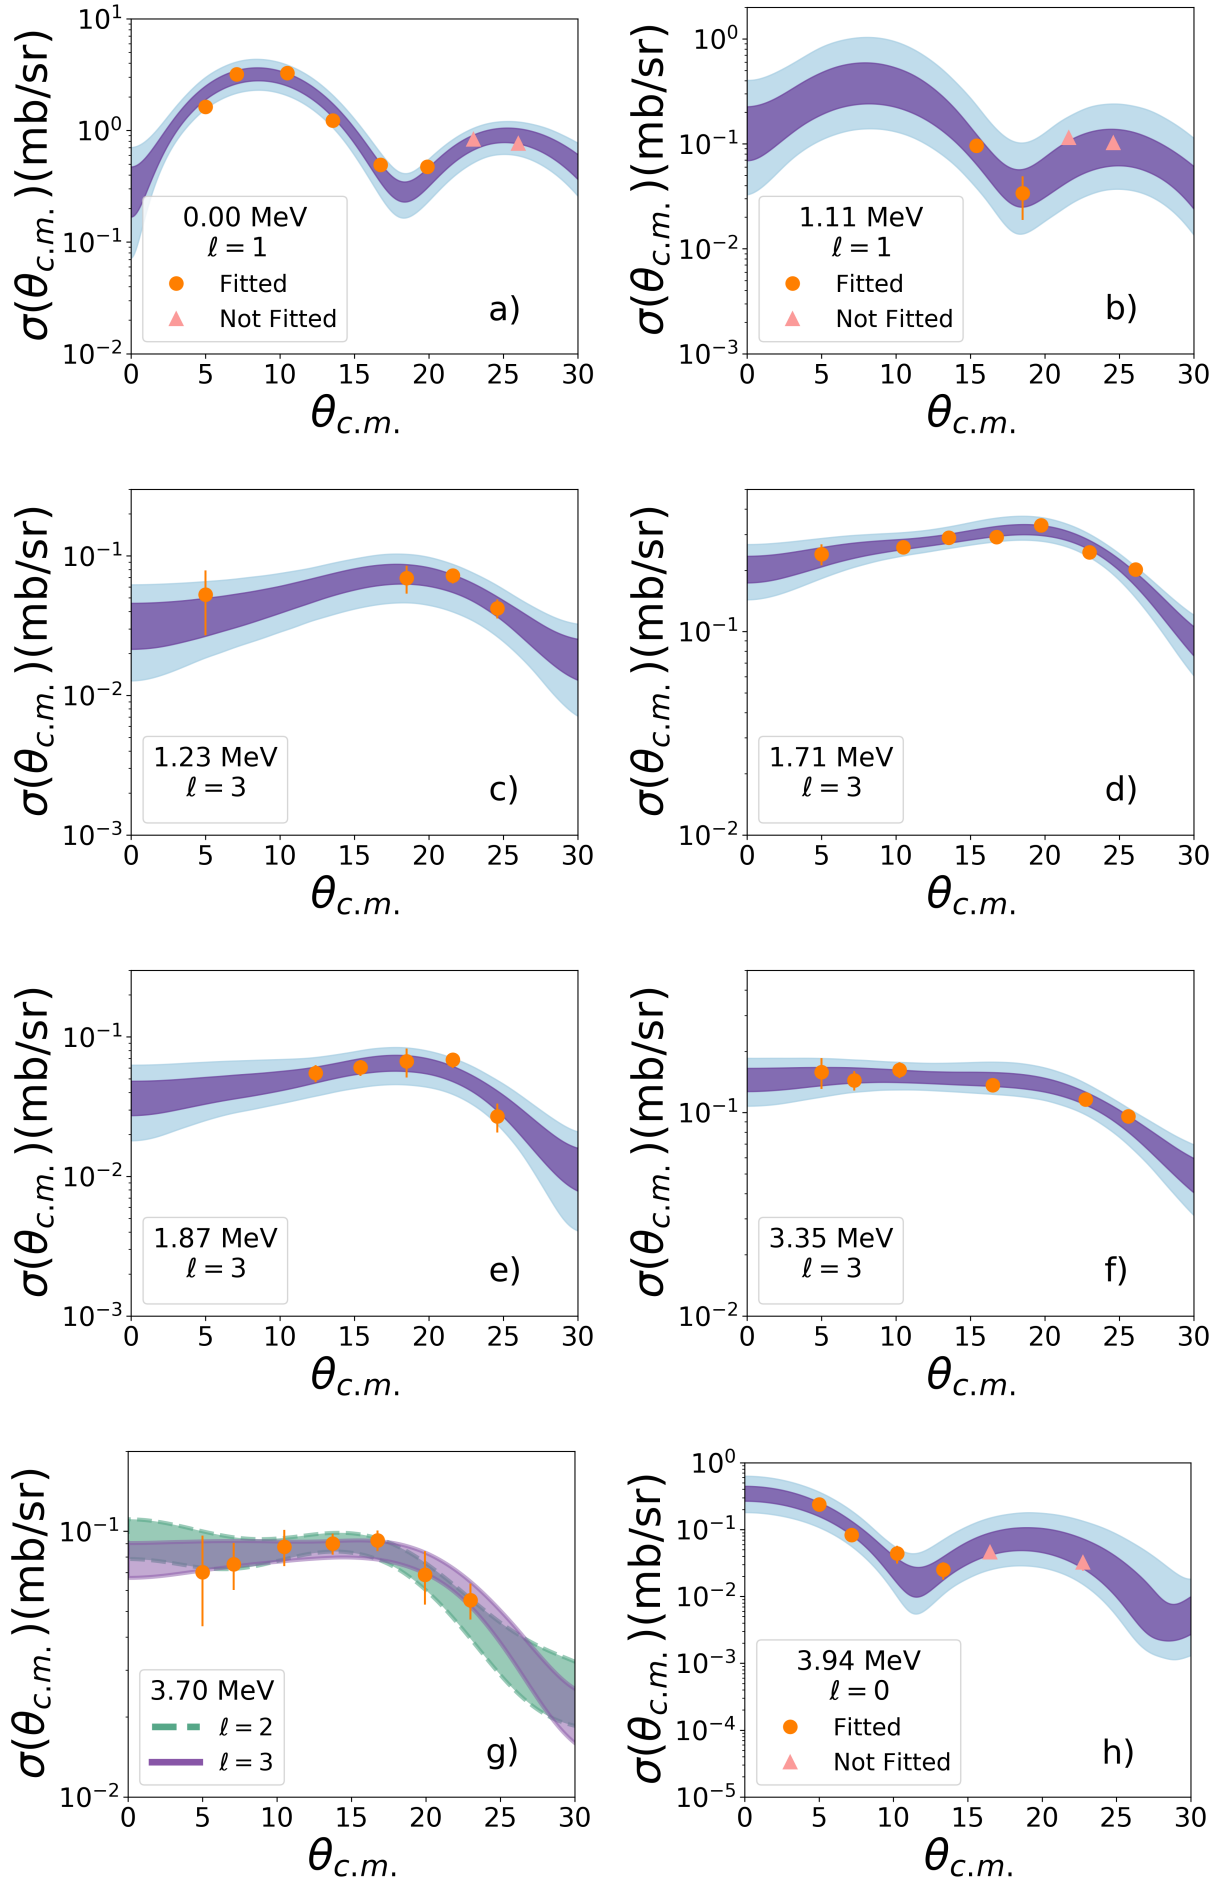 σ(θc.m.)(mb/sr)
10¹
10⁰
10⁻¹
10⁻²
0.00 MeV
ℓ = 1
Fitted
Not Fitted
a)
0 5 10 15 20 25 30
θc.m.
σ(θc.m.)(mb/sr)
10⁰
10⁻¹
10⁻²
10⁻³
1.11 MeV
ℓ = 1
Fitted
Not Fitted
b)
0 5 10 15 20 25 30
θc.m.
σ(θc.m.)(mb/sr)
10⁻¹
10⁻²
10⁻³
1.23 MeV
ℓ = 3
c)
0 5 10 15 20 25 30
θc.m.
σ(θc.m.)(mb/sr)
10⁻¹
10⁻²
1.71 MeV
ℓ = 3
d)
0 5 10 15 20 25 30
θc.m.
σ(θc.m.)(mb/sr)
10⁻¹
10⁻²
10⁻³
1.87 MeV
ℓ = 3
e)
0 5 10 15 20 25 30
θc.m.
σ(θc.m.)(mb/sr)
10⁻¹
10⁻²
3.35 MeV
ℓ = 3
f)
0 5 10 15 20 25 30
θc.m.
σ(θc.m.)(mb/sr)
10⁻¹
10⁻²
3.70 MeV
ℓ = 2
ℓ = 3
g)
0 5 10 15 20 25 30
θc.m.
σ(θc.m.)(mb/sr)
10⁰
10⁻¹
10⁻²
10⁻³
10⁻⁴
10⁻⁵
3.94 MeV
ℓ = 0
Fitted
Not Fitted
h)
0 5 10 15 20 25 30
θc.m.